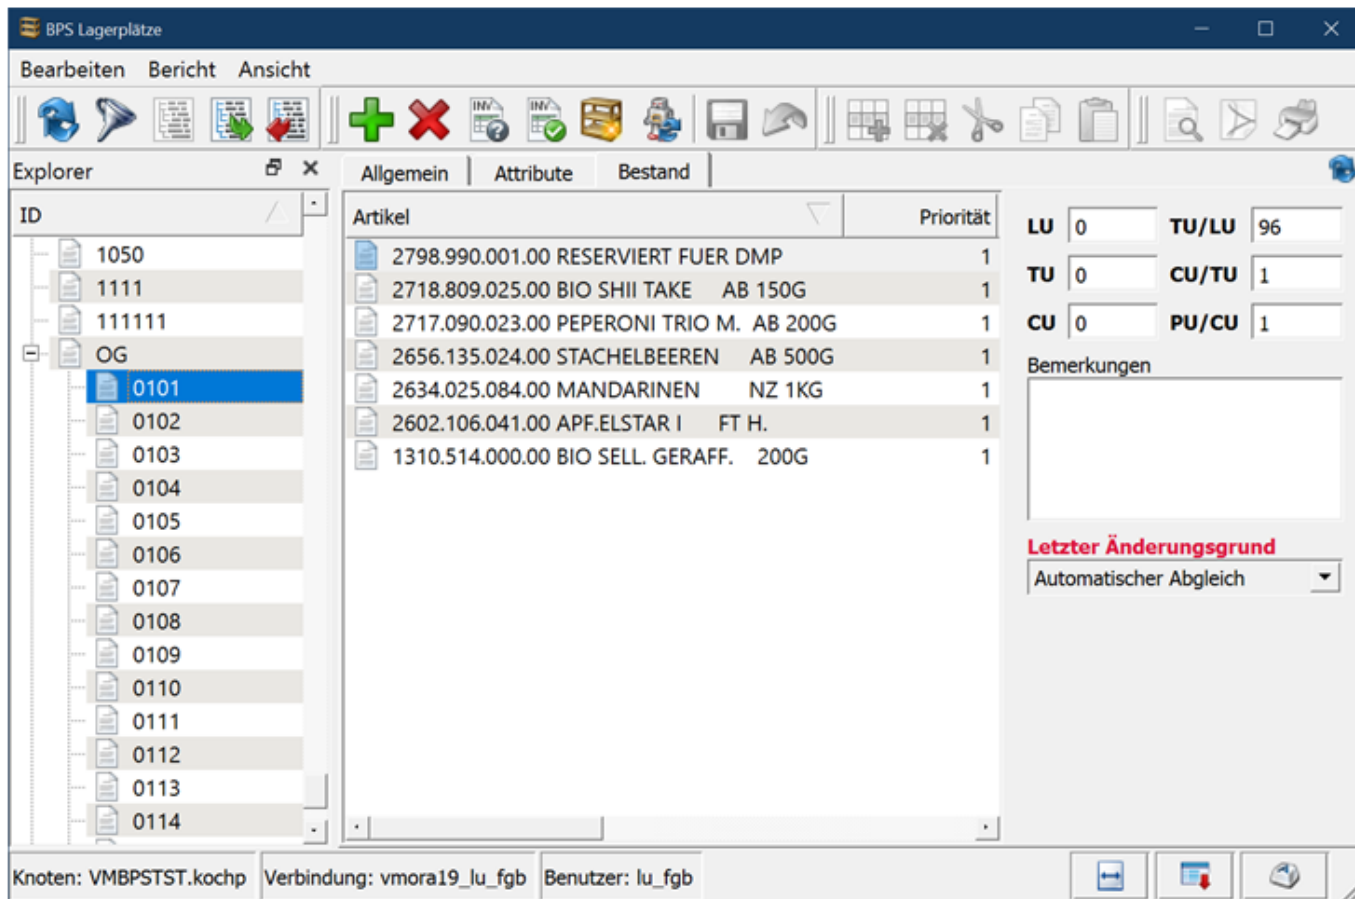 BPS Lagerplätze
Bearbeiten Bericht Ansicht
INV
INV
Explorer
Allgemein Attribute Bestand
ID
1050
1111
111111
OG
0101
0102
0103
0104
0105
0106
0107
0108
0109
0110
0111
0112
0113
0114
Artikel Priorität
2798.990.001.00 RESERVIERT FUER DMP 1
2718.809.025.00 BIO SHII TAKE AB 150G 1
2717.090.023.00 PEPERONI TRIO M. AB 200G 1
2656.135.024.00 STACHELBEEREN AB 500G 1
2634.025.084.00 MANDARINEN NZ 1KG 1
2602.106.041.00 APF.ELSTAR I FT H. 1
1310.514.000.00 BIO SELL. GERAFF. 200G 1
LU 0 TU/LU 96
TU 0 CU/TU 1
CU 0 PU/CU 1
Bemerkungen
Letzter Änderungsgrund
Automatischer Abgleich
Knoten: VMBPSTST.kochp Verbindung: vmora19_lu_fgb Benutzer: lu_fgb